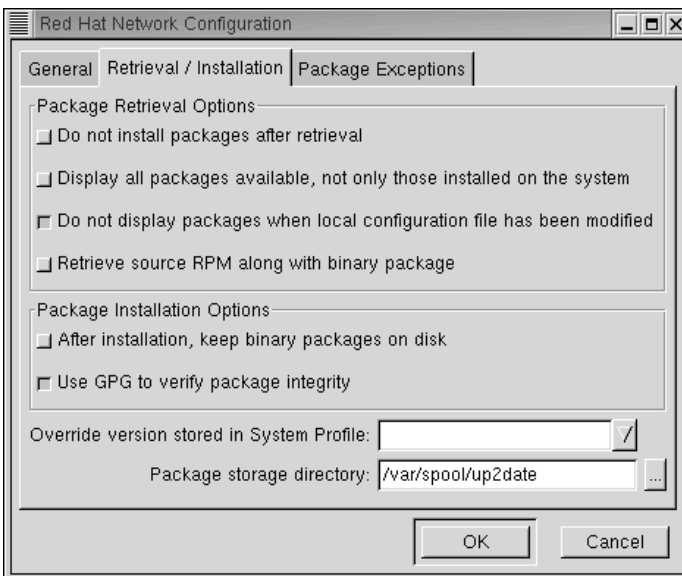 Red Hat Network Configuration
General
Retrieval / Installation
Package Exceptions
Package Retrieval Options
Do not install packages after retrieval
Display all packages available, not only those installed on the system
Do not display packages when local configuration file has been modified
Retrieve source RPM along with binary package
Package Installation Options
After installation, keep binary packages on disk
Use GPG to verify package integrity
Override version stored in System Profile:
Package storage directory: /var/spool/up2date ...
OK
Cancel